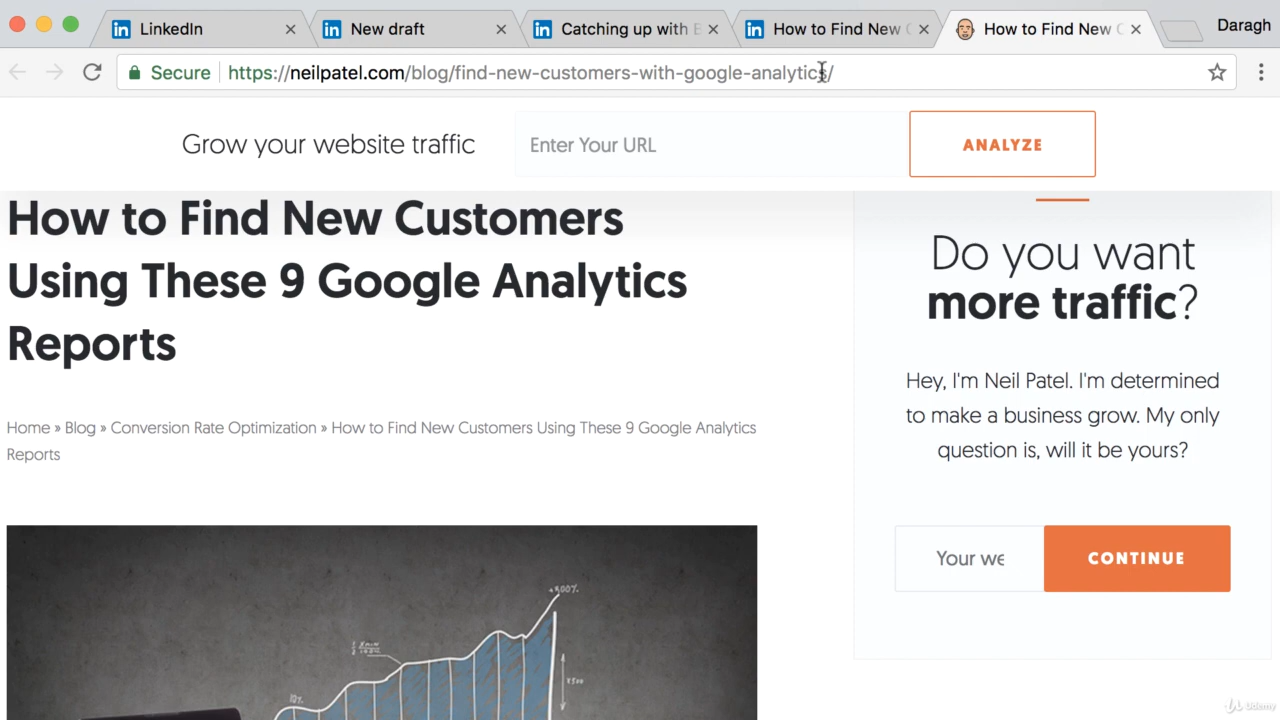 LinkedIn
New draft
Catching up with E
How to Find New C
How to Find New C
Daragh
Secure
https://neilpatel.com/blog/find-new-customers-with-google-analytics/
Grow your website traffic
Enter Your URL
ANALYZE
How to Find New Customers
Using These 9 Google Analytics
Reports
Home » Blog » Conversion Rate Optimization » How to Find New Customers Using These 9 Google Analytics
Reports
Do you want
more traffic?
Hey, I'm Neil Patel. I'm determined
to make a business grow. My only
question is, will it be yours?
Your we
CONTINUE
10%
Udemy